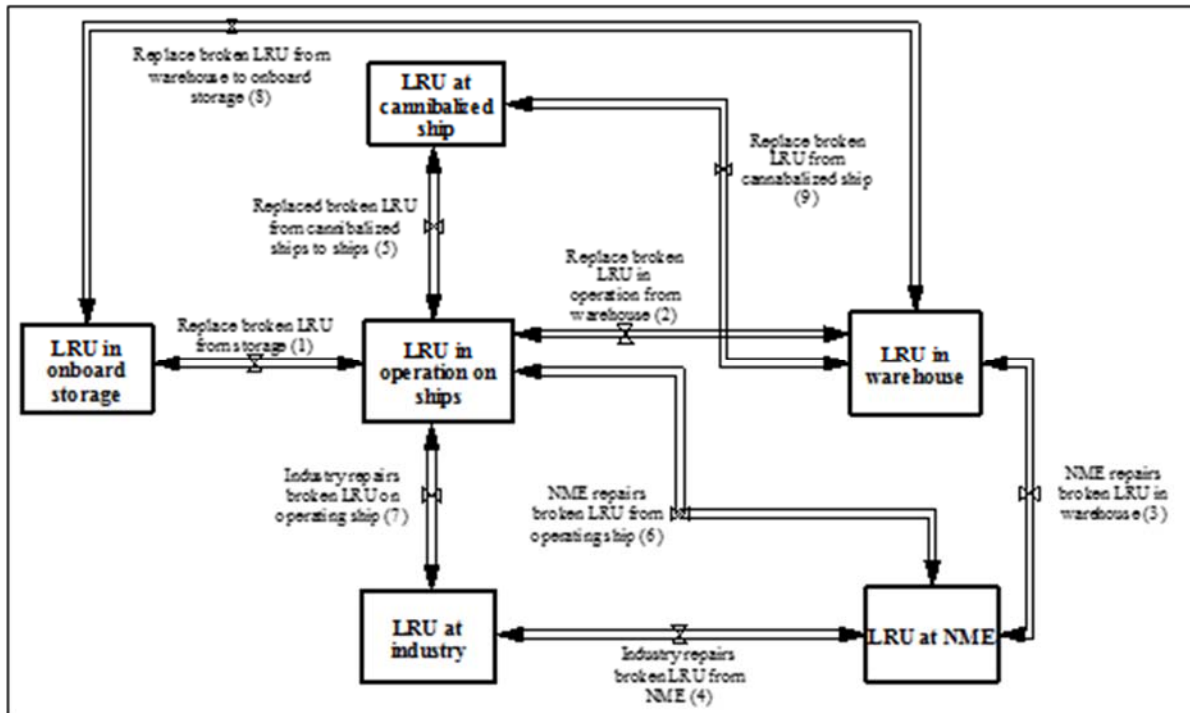 Replace broken LRU from
warehouse to onboard
storage (8)
LRU at
cannibalized
ship
Replace broken
LRU from
cannabalized ship
(9)
Replaced broken LRU
from cannibalized
ships to ships (5)
Replace broken
LRU in
operation from
warehouse (2)
Replace broken LRU
from storage (1)
LRU in
onboard
storage
LRU in
operation on
ships
LRU in
warehouse
Industry repairs
broken LRU on
operating ship (7)
NME repairs
broken LRU from
operating ship (6)
NME repairs
broken LRU in
warehouse (3)
LRU at
industry
LRU at NME
Industry repairs
broken LRU from
NME (4)